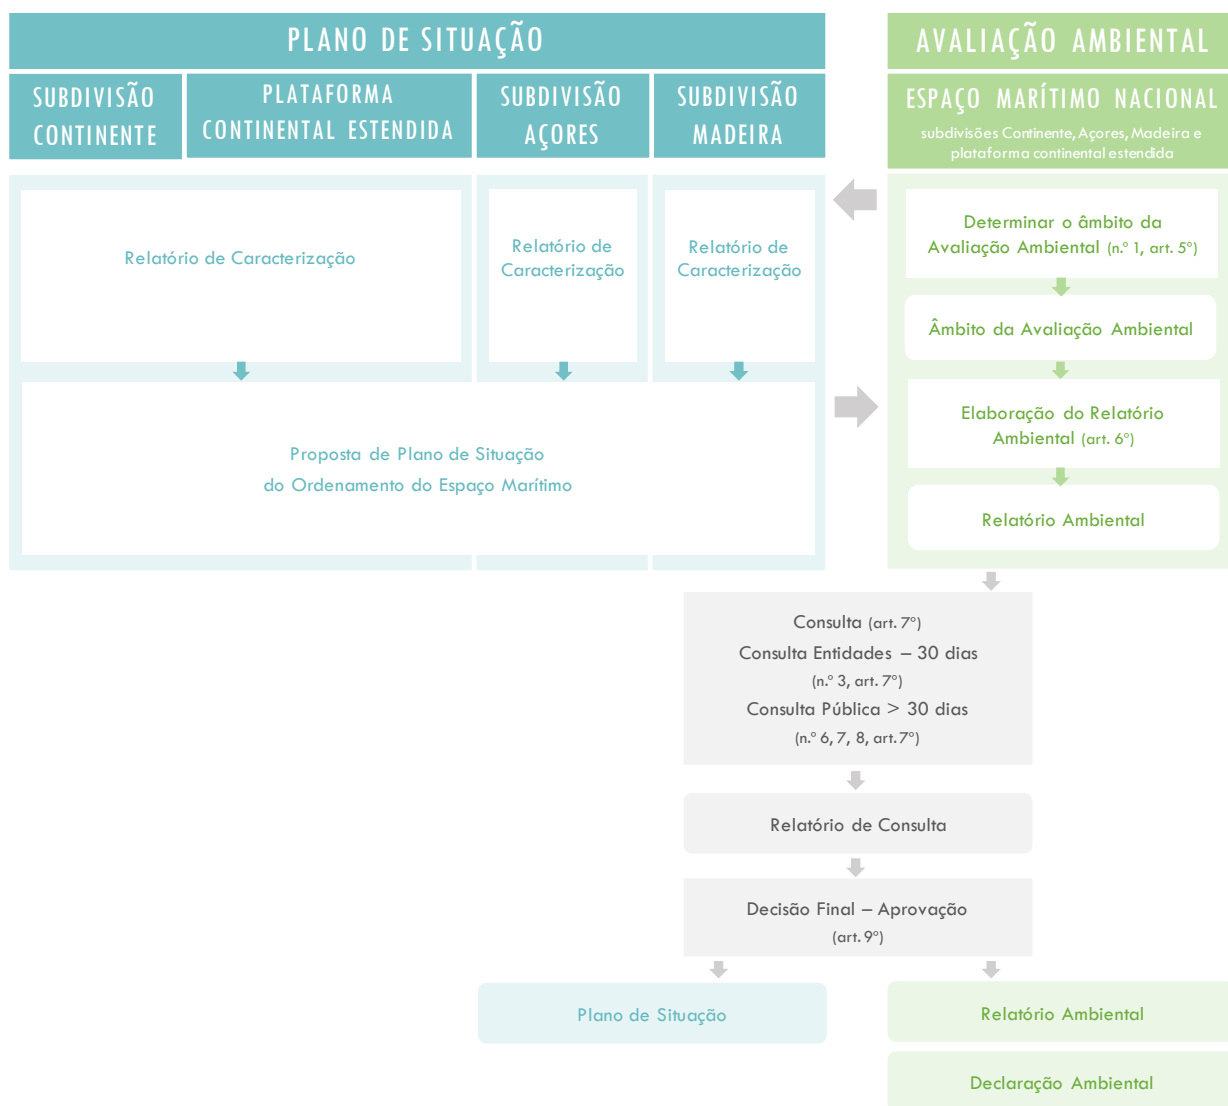 PLANO DE SITUAÇÃO
SUBDIVISÃO
CONTINENTE
PLATAFORMA
CONTINENTAL ESTENDIDA
SUBDIVISÃO
AÇORES
SUBDIVISÃO
MADEIRA
Relatório de Caracterização
Relatório de
Caracterização
Relatório de
Caracterização
Proposta de Plano de Situação
do Ordenamento do Espaço Marítimo
AVALIAÇÃO AMBIENTAL
ESPAÇO MARÍTIMO NACIONAL
subdivisões Continente, Açores, Madeira e
plataforma continental estendida
Determinar o âmbito da
Avaliação Ambiental (n.º 1, art. 5º)
Âmbito da Avaliação Ambiental
Elaboração do Relatório
Ambiental (art. 6º)
Relatório Ambiental
Consulta (art. 7º)
Consulta Entidades – 30 dias
(n.º 3, art. 7º)
Consulta Pública > 30 dias
(n.º 6, 7, 8, art. 7º)
Relatório de Consulta
Decisão Final – Aprovação
(art. 9º)
Plano de Situação
Relatório Ambiental
Declaração Ambiental